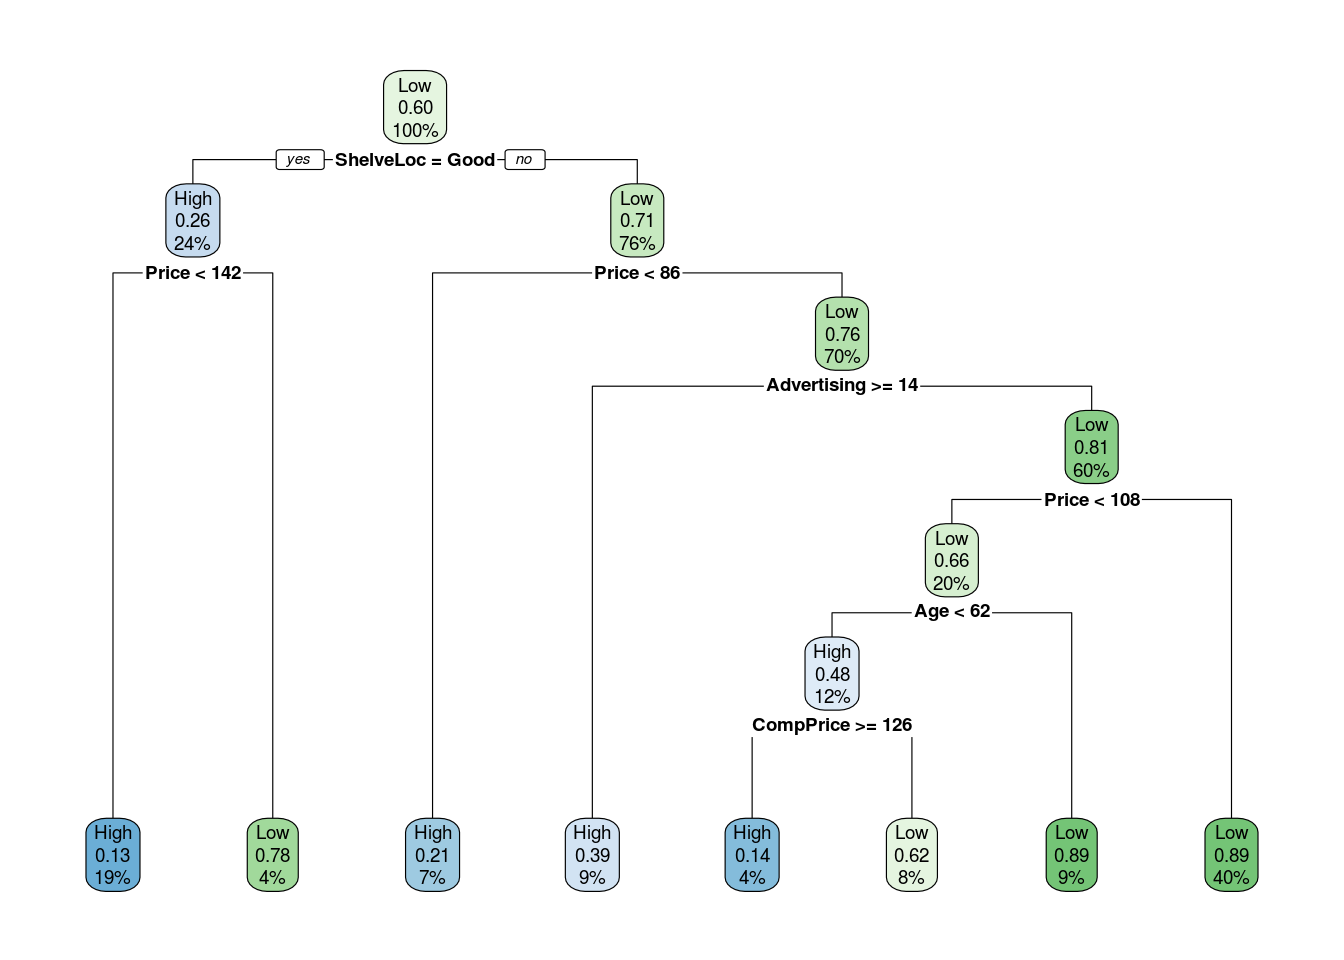 Low
0.60
100%
yes ShelveLoc = Good no
High
0.26
24%
Low
0.71
76%
Price < 142
Price < 86
Low
0.76
70%
Advertising >= 14
Low
0.81
60%
Price < 108
Low
0.66
20%
Age < 62
High
0.48
12%
CompPrice >= 126
High
0.13
19%
Low
0.78
4%
High
0.21
7%
High
0.39
9%
High
0.14
4%
Low
0.62
8%
Low
0.89
9%
Low
0.89
40%